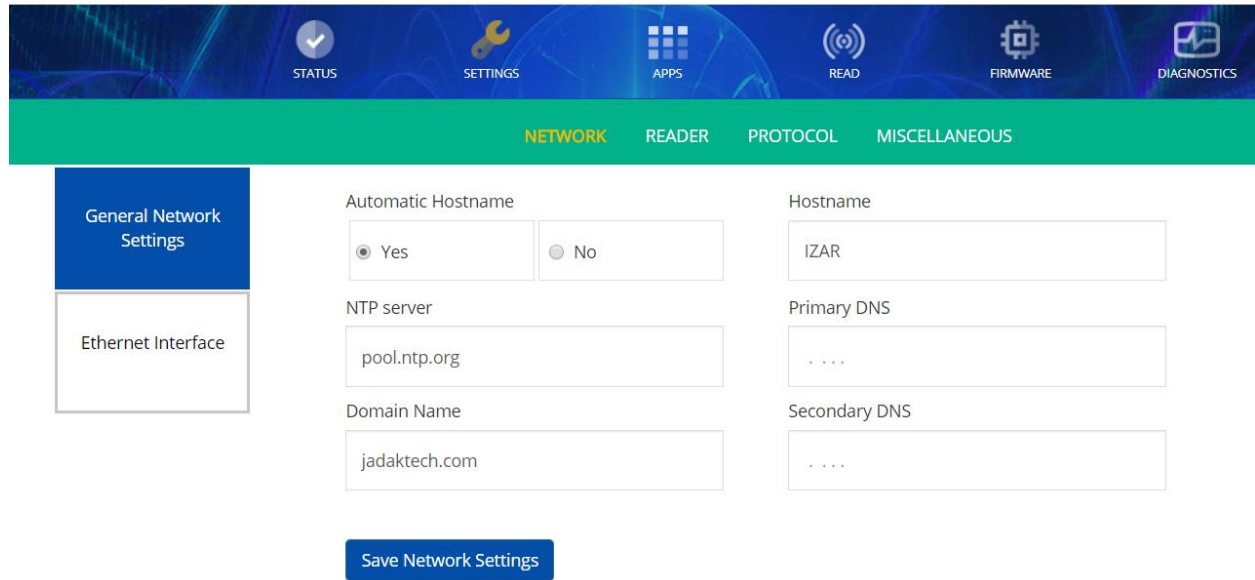 STATUS SETTINGS APPS READ FIRMWARE DIAGNOSTICS
NETWORK READER PROTOCOL MISCELLANEOUS
General Network
Settings
Ethernet Interface
Automatic Hostname
Yes No
Hostname
IZAR
NTP server
pool.ntp.org
Primary DNS
. . . .
Domain Name
jadaktech.com
Secondary DNS
. . . .
Save Network Settings